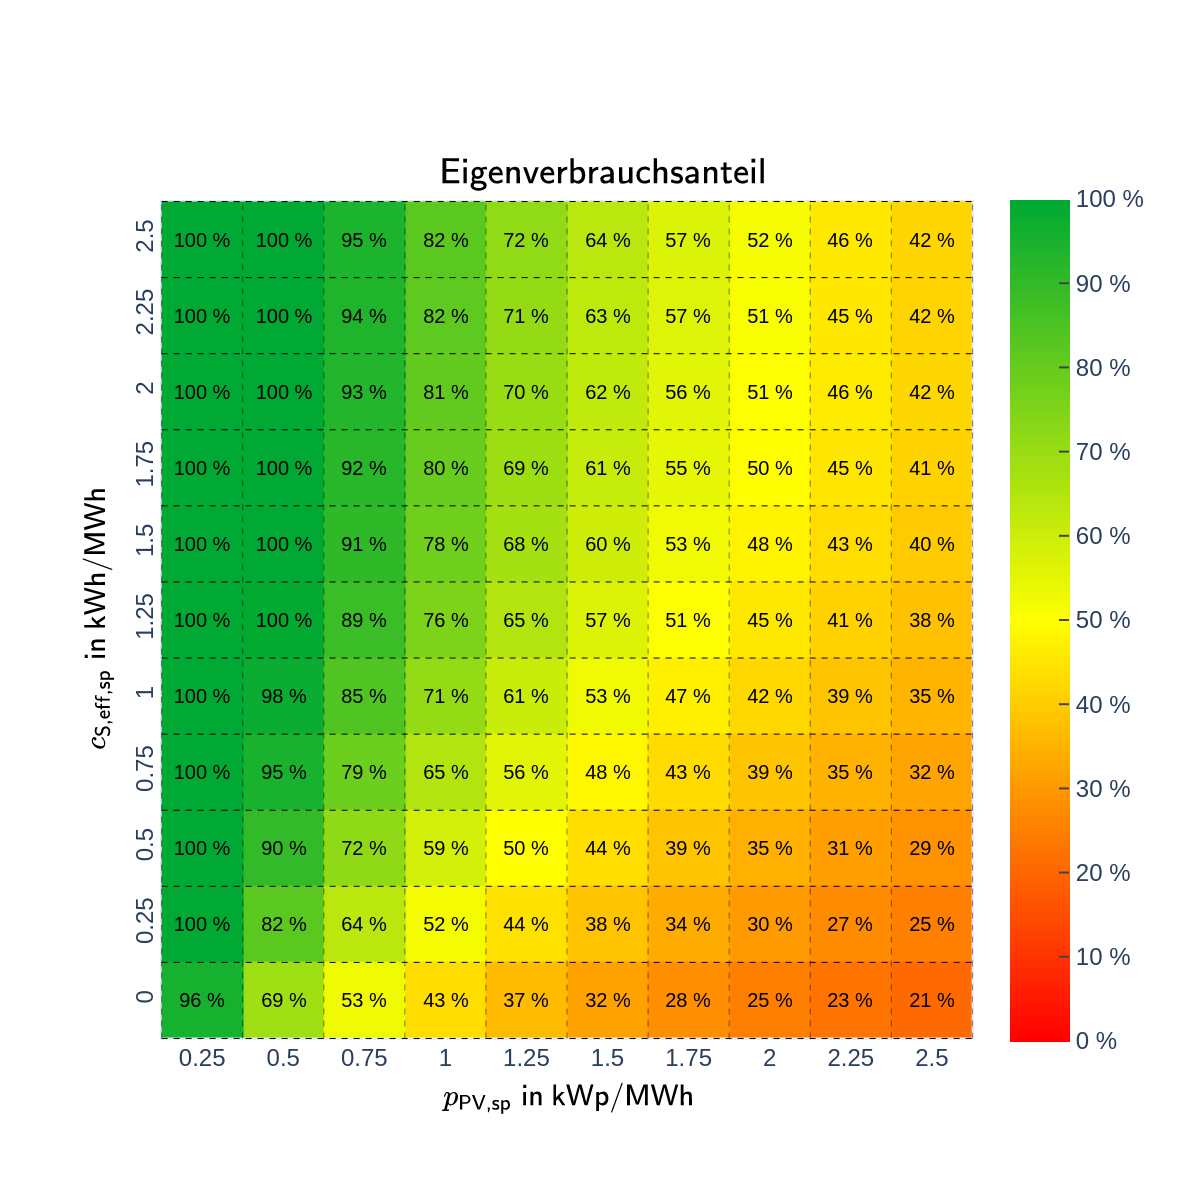 Eigenverbrauchsanteil
2.5 100 % 100 % 95 % 82 % 72 % 64 % 57 % 52 % 46 % 42 %
2.25 100 % 100 % 94 % 82 % 71 % 63 % 57 % 51 % 45 % 42 %
2 100 % 100 % 93 % 81 % 70 % 62 % 56 % 51 % 46 % 42 %
1.75 100 % 100 % 92 % 80 % 69 % 61 % 55 % 50 % 45 % 41 %
1.5 100 % 100 % 91 % 78 % 68 % 60 % 53 % 48 % 43 % 40 %
1.25 100 % 100 % 89 % 76 % 65 % 57 % 51 % 45 % 41 % 38 %
1 100 % 98 % 85 % 71 % 61 % 53 % 47 % 42 % 39 % 35 %
0.75 100 % 95 % 79 % 65 % 56 % 48 % 43 % 39 % 35 % 32 %
0.5 100 % 90 % 72 % 59 % 50 % 44 % 39 % 35 % 31 % 29 %
0.25 100 % 82 % 64 % 52 % 44 % 38 % 34 % 30 % 27 % 25 %
0 96 % 69 % 53 % 43 % 37 % 32 % 28 % 25 % 23 % 21 %
0.25 0.5 0.75 1 1.25 1.5 1.75 2 2.25 2.5
p PV,sp in kWp/MWh
c S,eff,sp in kWh/MWh
100 %
90 %
80 %
70 %
60 %
50 %
40 %
30 %
20 %
10 %
0 %